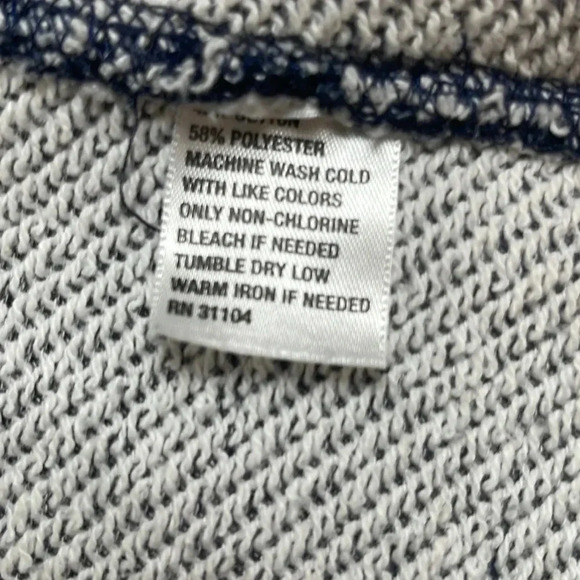 COTTON
58% POLYESTER
MACHINE WASH COLD
WITH LIKE COLORS
ONLY NON-CHLORINE
BLEACH IF NEEDED
TUMBLE DRY LOW
WARM IRON IF NEEDED
RN 31104